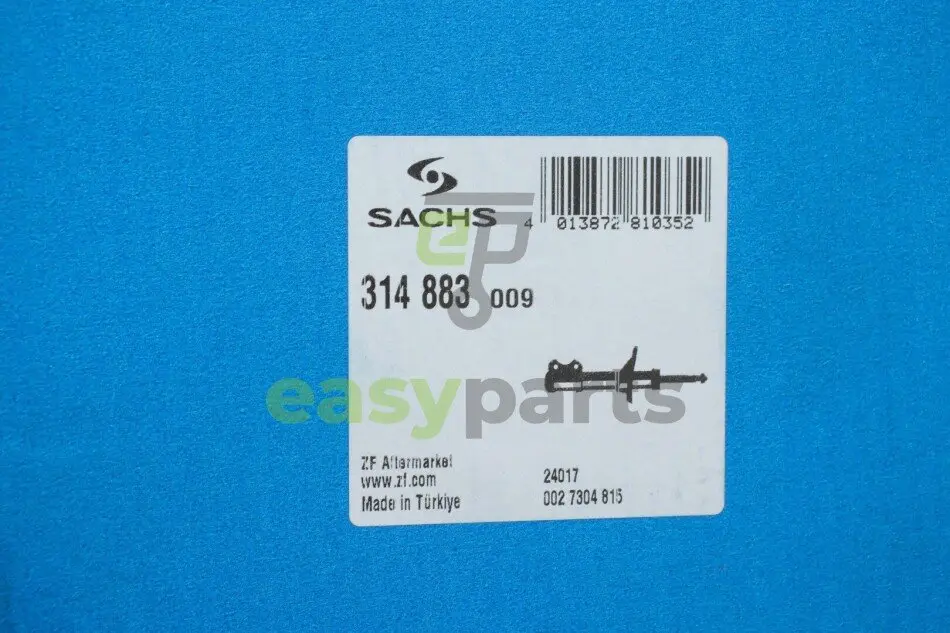 SACHS
4 013872 810352
314 883 009
easyparts
ZF Aftermarket
www.zf.com
Made in Türkiye
24017
002 7304 815